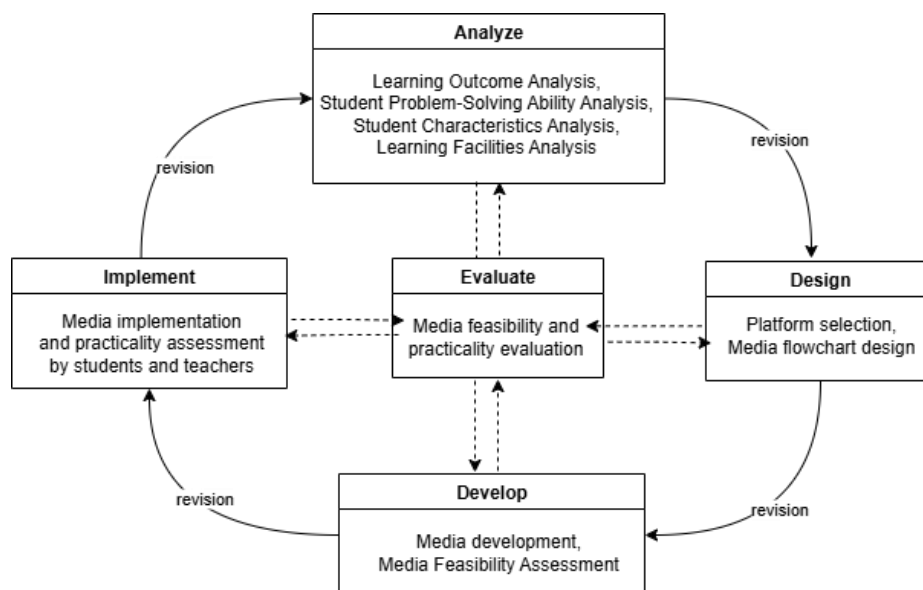 Analyze
Learning Outcome Analysis,
Student Problem-Solving Ability Analysis,
Student Characteristics Analysis,
Learning Facilities Analysis
revision
revision
Implement
Media implementation
and practicality assessment
by students and teachers
Evaluate
Media feasibility and
practicality evaluation
Design
Platform selection,
Media flowchart design
revision
revision
Develop
Media development,
Media Feasibility Assessment